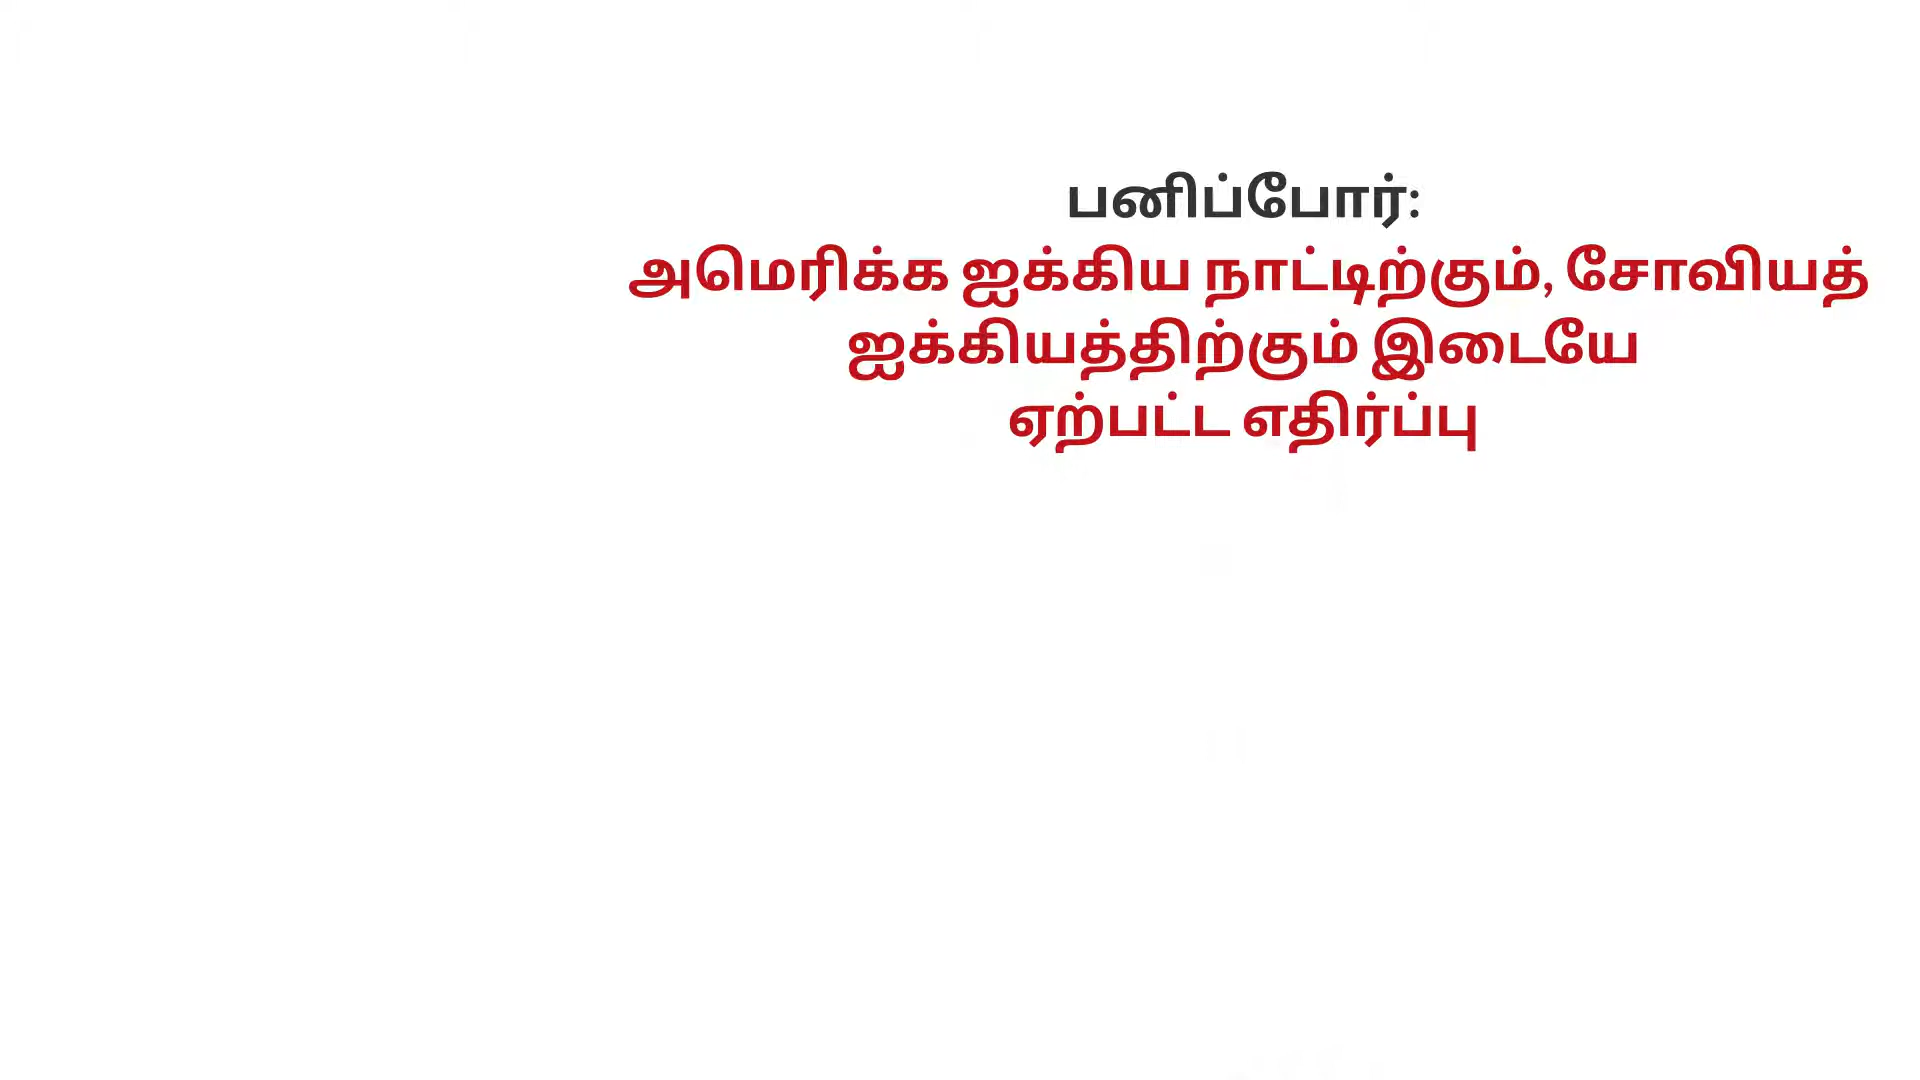 பனிப்போர்:
அமெரிக்க ஐக்கிய நாட்டிற்கும், சோவியத்
ஐக்கியத்திற்கும் இடையே
ஏற்பட்ட எதிர்ப்பு